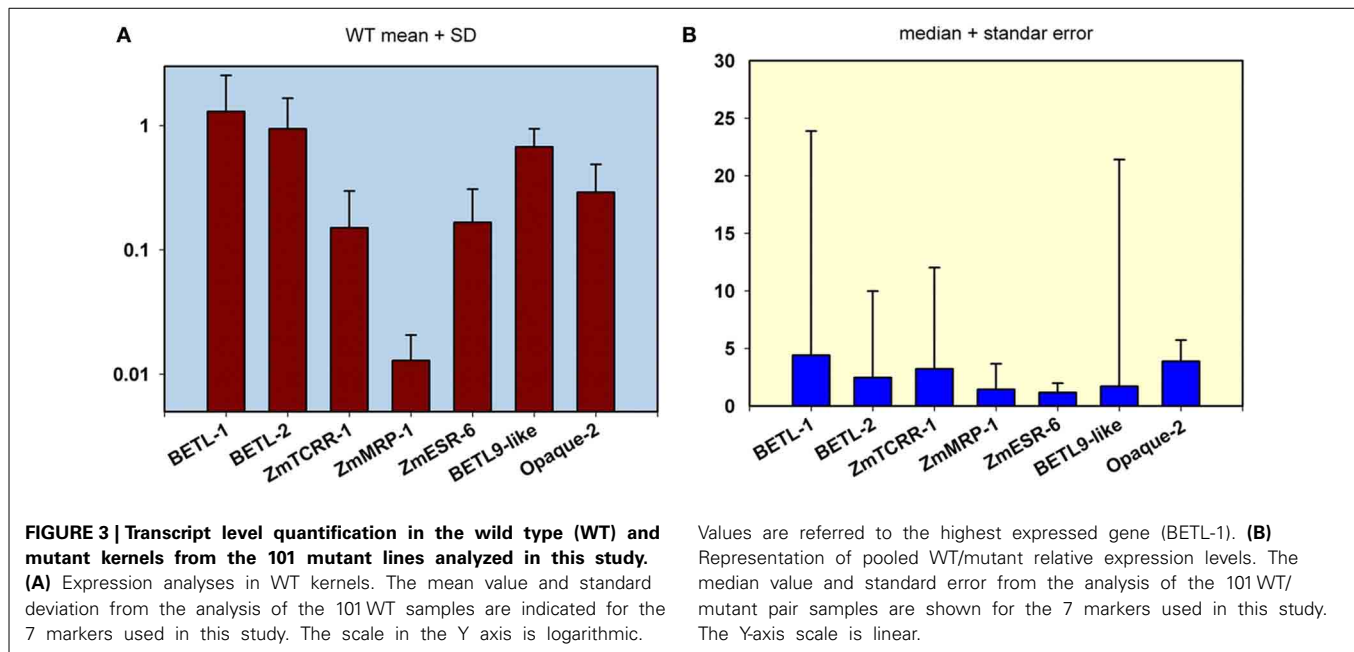 A
WT mean + SD
1
0.1
0.01
BETL-1
BETL-2
ZmTCRR-1
ZmMRP-1
ZmESR-6
BETL9-like
Opaque-2
B
median + standar error
30
25
20
15
10
5
0
BETL-1
BETL-2
ZmTCRR-1
ZmMRP-1
ZmESR-6
BETL9-like
Opaque-2
FIGURE 3 | Transcript level quantification in the wild type (WT) and
mutant kernels from the 101 mutant lines analyzed in this study.
(A) Expression analyses in WT kernels. The mean value and standard
deviation from the analysis of the 101 WT samples are indicated for the
7 markers used in this study. The scale in the Y axis is logarithmic.
Values are referred to the highest expressed gene (BETL-1). (B)
Representation of pooled WT/mutant relative expression levels. The
median value and standard error from the analysis of the 101 WT/
mutant pair samples are shown for the 7 markers used in this study.
The Y-axis scale is linear.